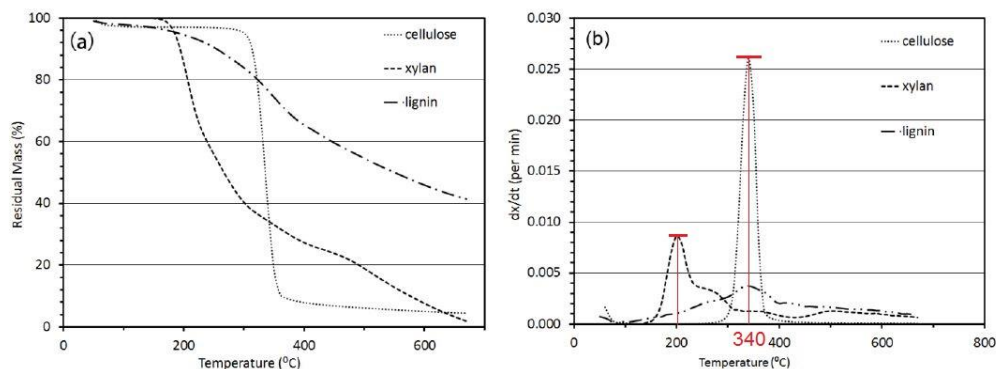 (a)
100
80
60
40
20
0
Residual Mass (%)
cellulose
xylan
lignin
0
200
400
600
Temperature (⁰C)
(b)
0.030
0.025
0.020
0.015
0.010
0.005
0.000
dx/dt (per min)
cellulose
xylan
lignin
0
200
340
400
600
800
Temperature (⁰C)